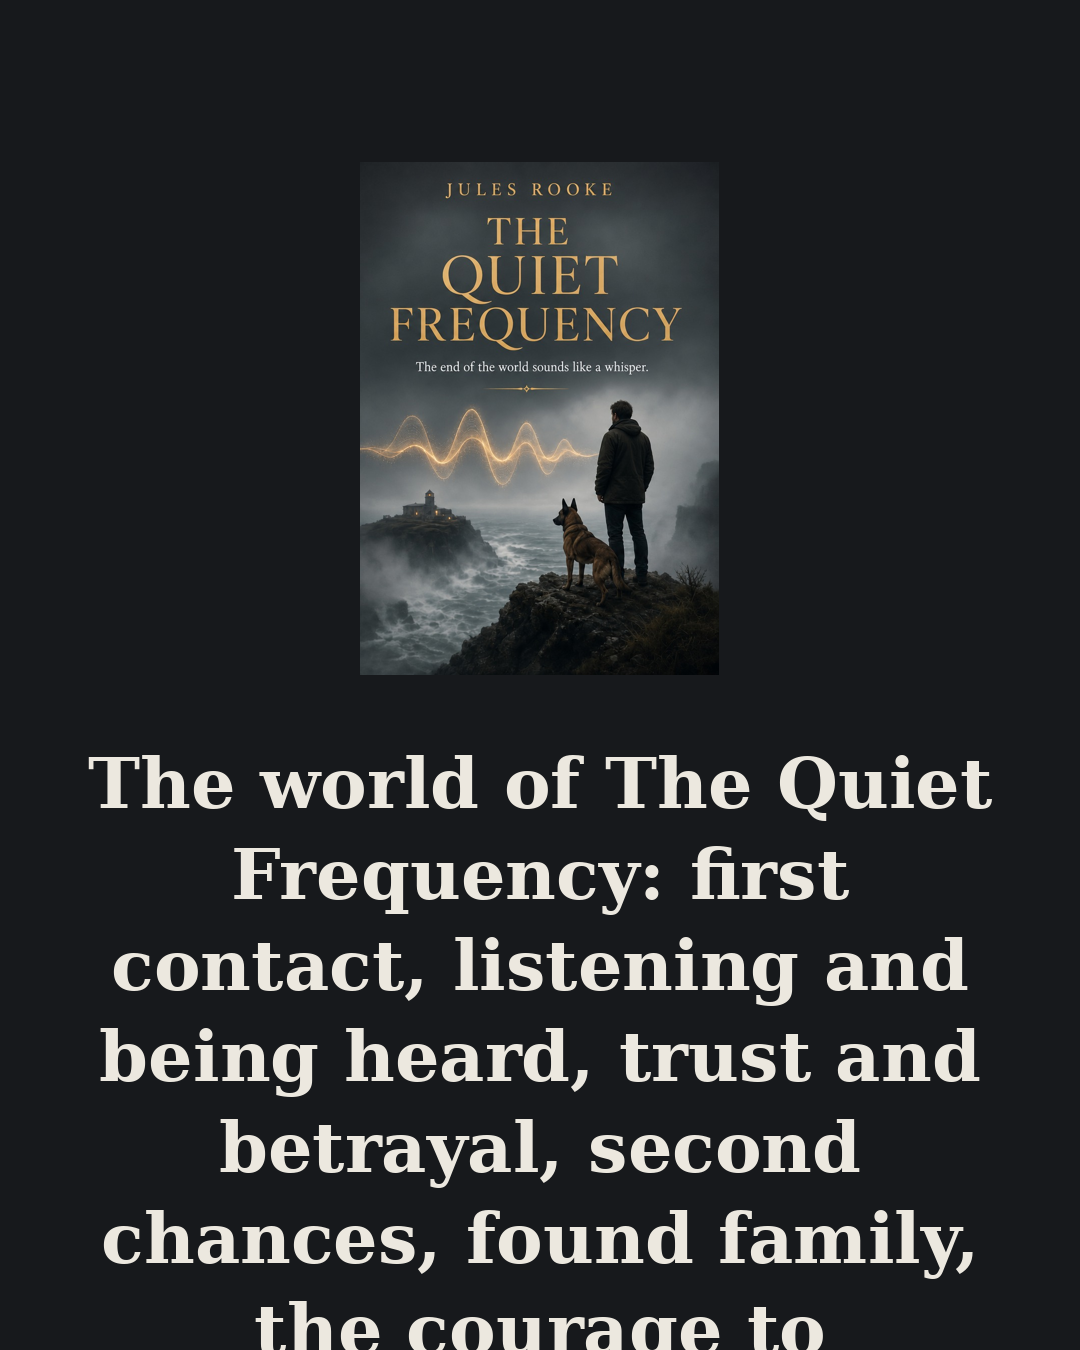 JULES ROOKE
THE
QUIET
FREQUENCY
The end of the world sounds like a whisper.
The world of The Quiet
Frequency: first
contact, listening and
being heard, trust and
betrayal, second
chances, found family,
the courage to